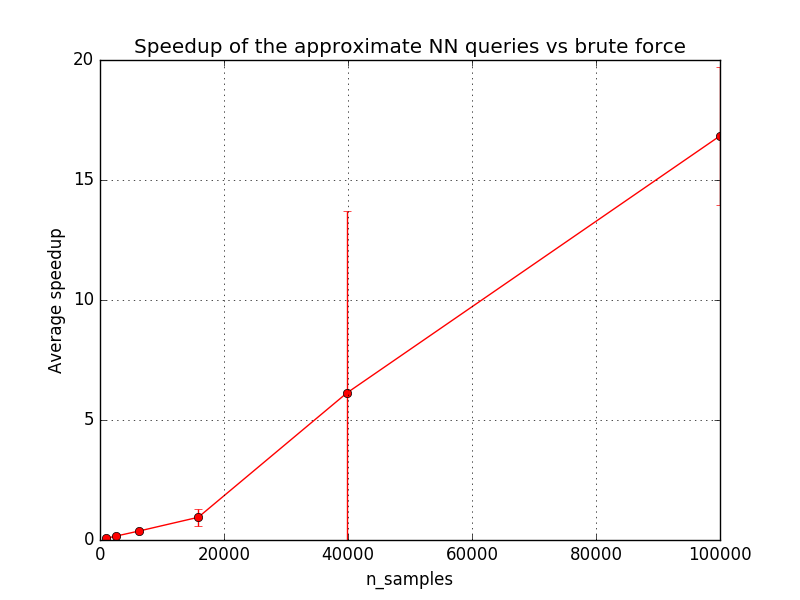 Speedup of the approximate NN queries vs brute force
20
15
10
5
0
Average speedup
0 20000 40000 60000 80000 100000
n_samples